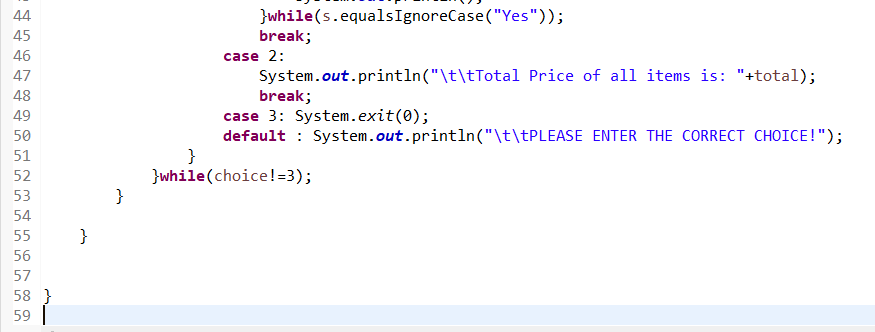 44 }while(s.equalsIgnoreCase("Yes"));
45 break;
46 case 2:
47 System.out.println("\t\tTotal Price of all items is: "+total);
48 break;
49 case 3: System.exit(0);
50 default : System.out.println("\t\tPLEASE ENTER THE CORRECT CHOICE!");
51 }
52 }while(choice!=3);
53 }
54
55 }
56
57
58 }
59